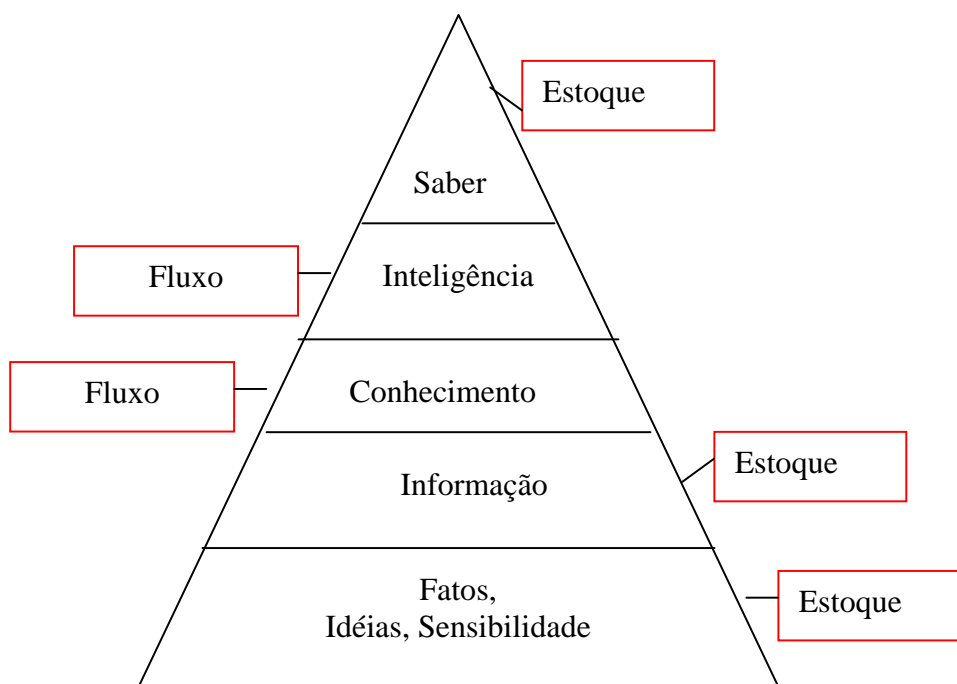 Estoque
Saber
Fluxo
Inteligência
Fluxo
Conhecimento
Estoque
Informação
Fatos,
Idéias, Sensibilidade
Estoque